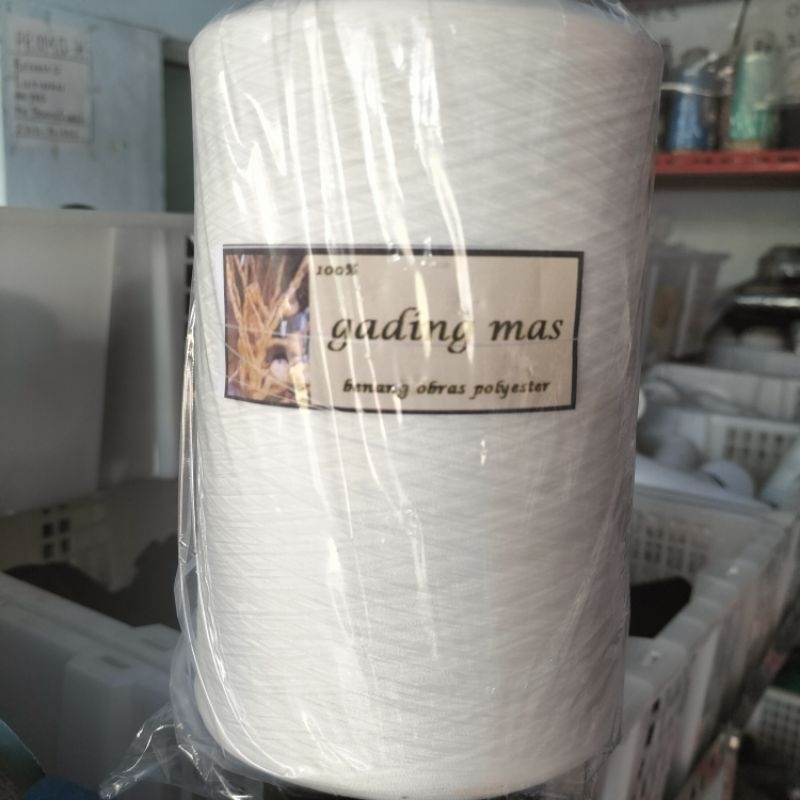 100%
gading mas
benang obras polyester